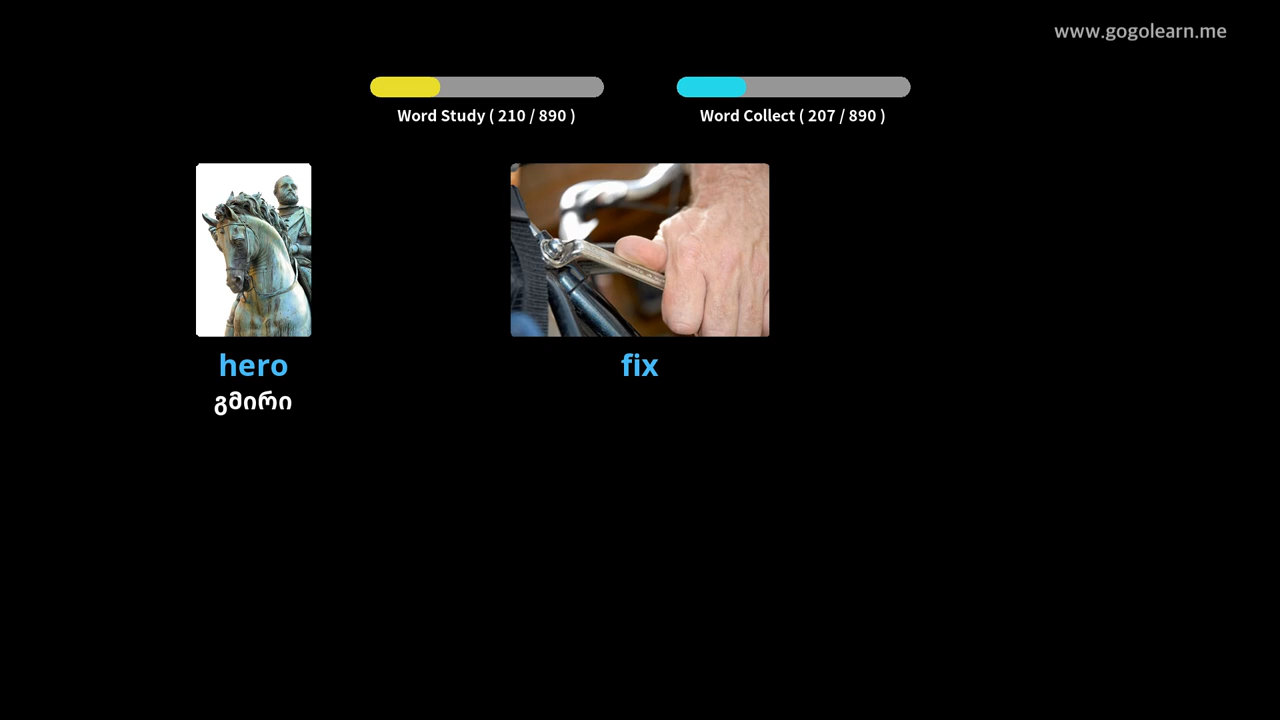 www.gogolearn.me
Word Study ( 210 / 890 )
Word Collect ( 207 / 890 )
hero
გმირი
fix